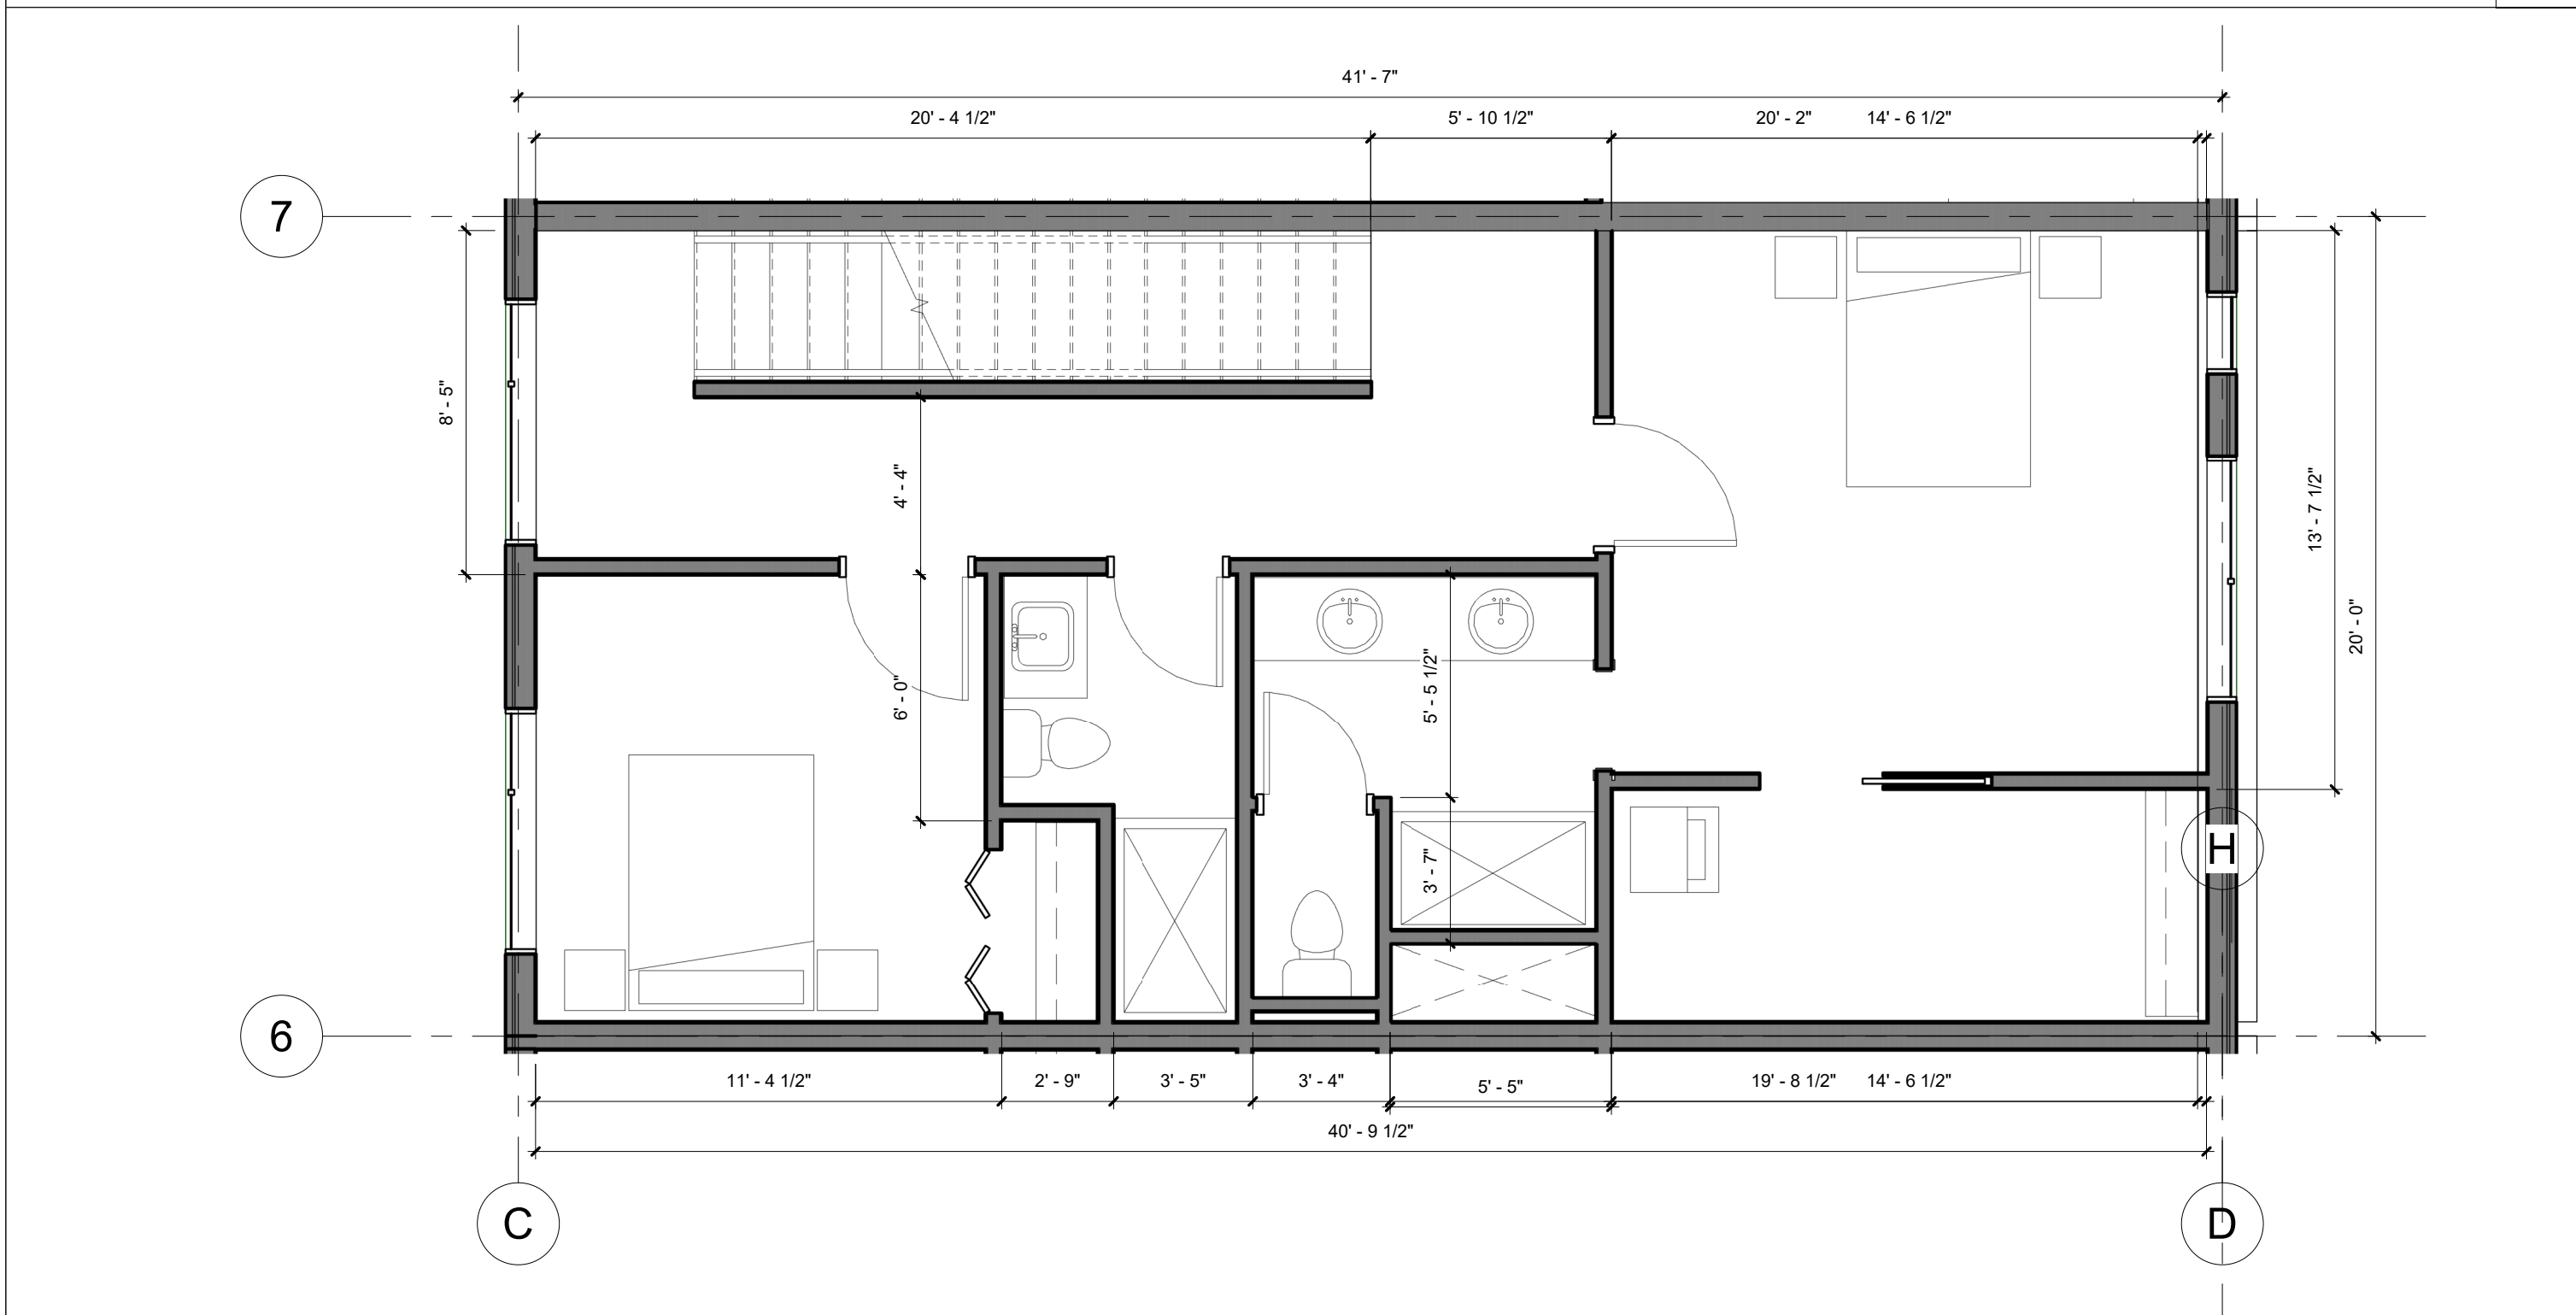 41' - 7"
20' - 4 1/2"
5' - 10 1/2"
20' - 2"
14' - 6 1/2"
7
8' - 5"
4' - 4"
13' - 7 1/2"
20' - 0"
6' - 0"
5' - 5 1/2"
3' - 7"
H
6
11' - 4 1/2"
2' - 9"
3' - 5"
3' - 4"
5' - 5"
19' - 8 1/2"
14' - 6 1/2"
40' - 9 1/2"
C
D